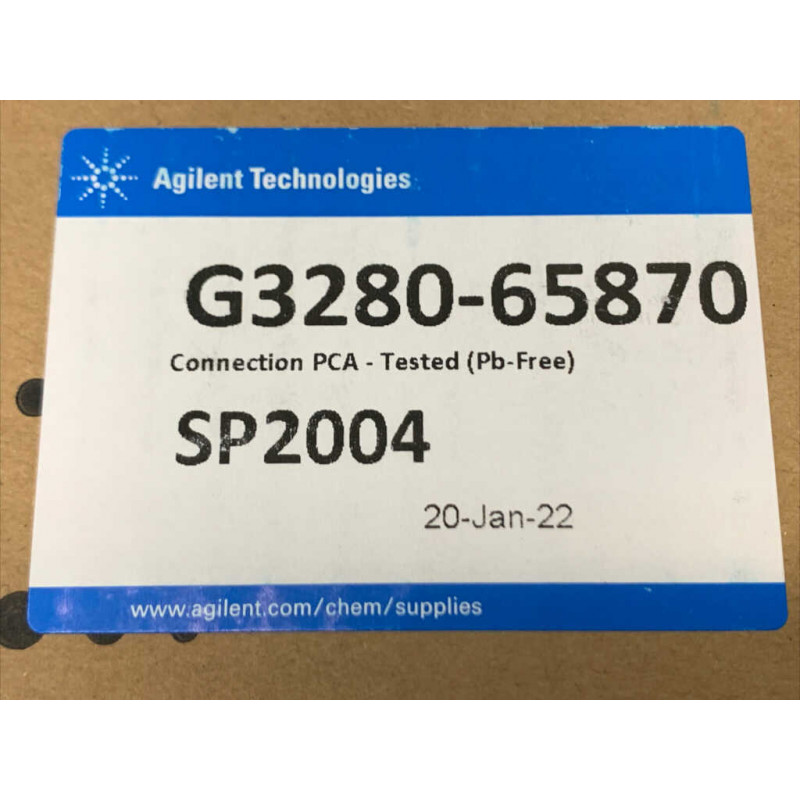 Agilent Technologies
G3280-65870
Connection PCA - Tested (Pb-Free)
SP2004
20-Jan-22
www.agilent.com/chem/supplies